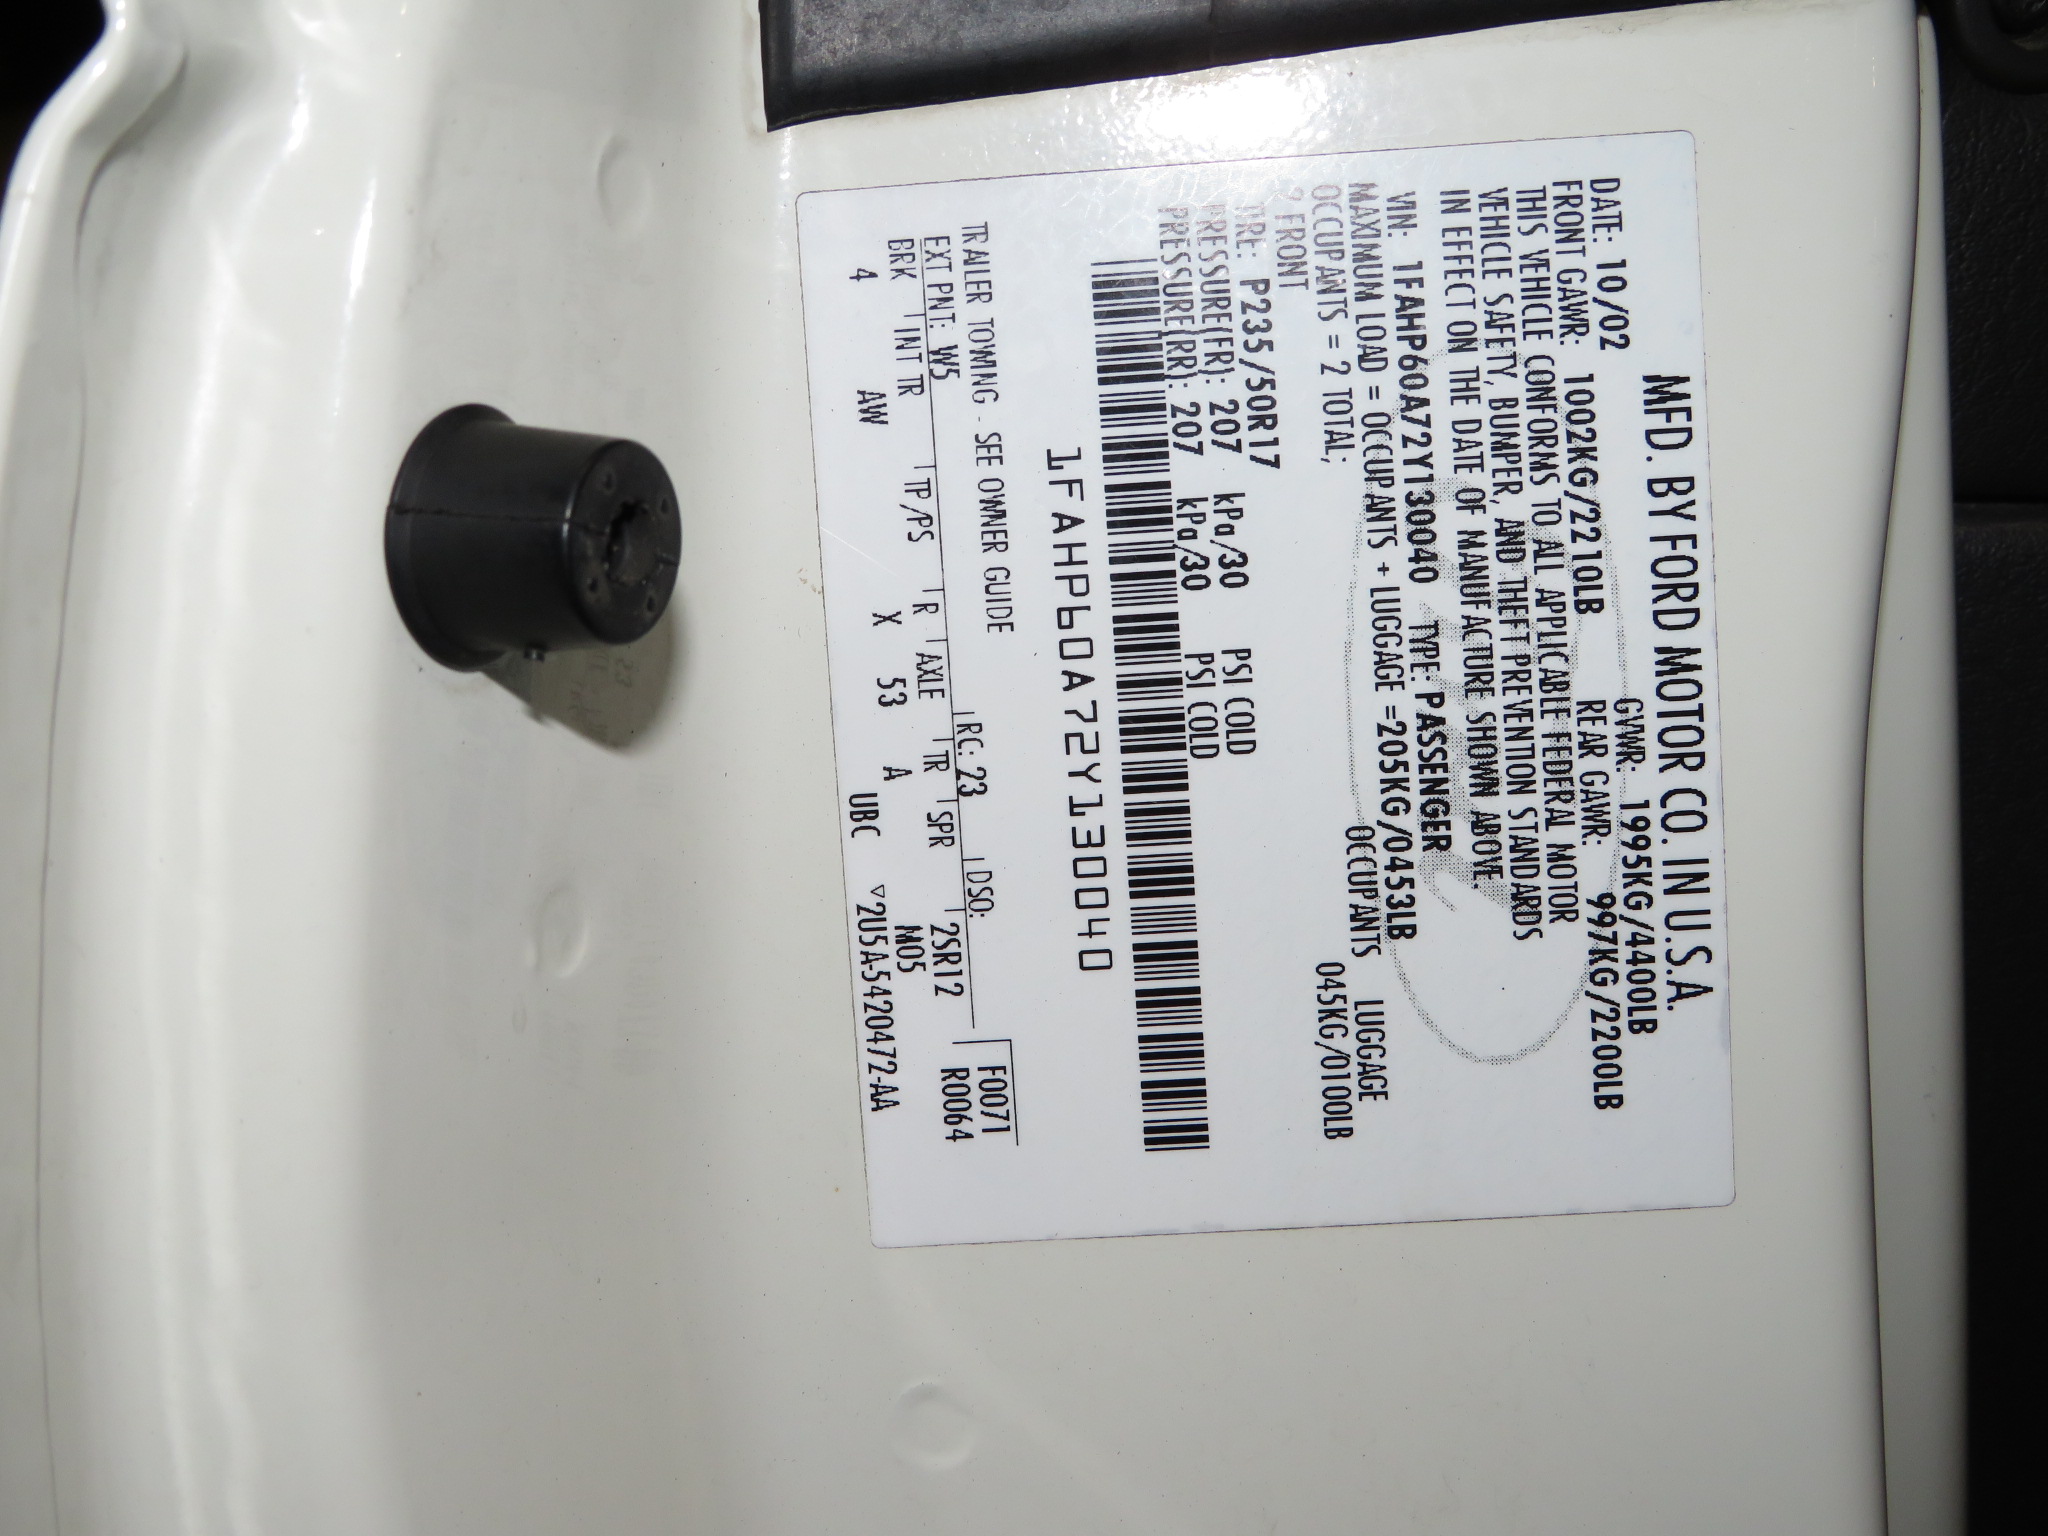 MFD. BY FORD MOTOR CO. IN U.S.A.
DATE: 10/02 GVWR: 1995KG/4400LB
FRONT GAWR: 1002KG/2210LB REAR GAWR: 997KG/2200LB
THIS VEHICLE CONFORMS TO ALL APPLICABLE FEDERAL MOTOR
VEHICLE SAFETY, BUMPER, AND THEFT PREVENTION STANDARDS
IN EFFECT ON THE DATE OF MANUFACTURE SHOWN ABOVE.
VIN: 1FAHP60A72Y130040 TYPE: PASSENGER
MAXIMUM LOAD = OCCUPANTS + LUGGAGE =205KG/0453LB
OCCUPANTS = 2 TOTAL; OCCUPANTS LUGGAGE
2 FRONT 045KG/0100LB
TIRE: P235/50R17
PRESSURE(FR): 207 kPa/30 PSI COLD
PRESSURE(RR): 207 kPa/30 PSI COLD
1FAHP60A72Y130040
TRAILER TOWING - SEE OWNER GUIDE F0071
EXT PNT: W5 RC: 23 DSO: R0064
BRK INT TR TP/PS R AXLE TR SPR 2SR12
4 AW X 53 A M05
UBC ▽2U5A-5420472-AA